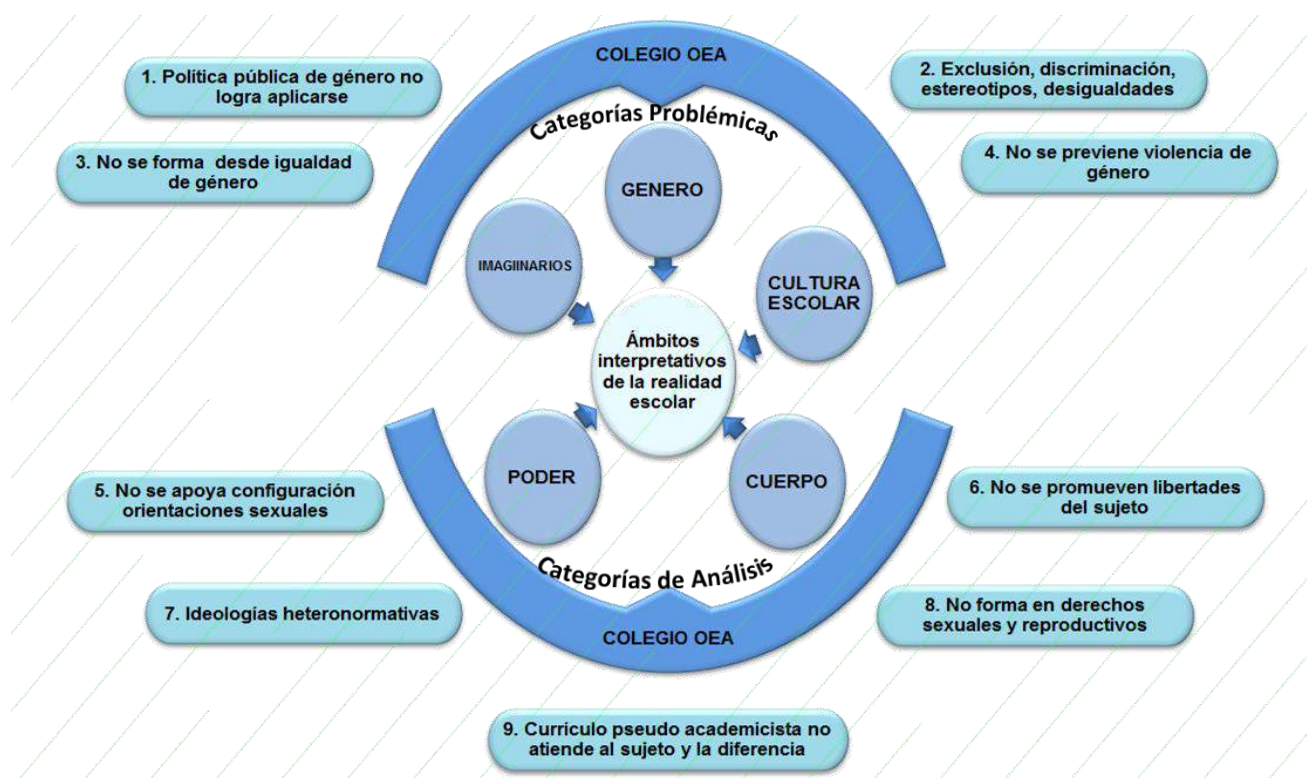 COLEGIO OEA
1. Política pública de género no
logra aplicarse
2. Exclusión, discriminación,
estereotipos, desigualdades
Categorías Problémicas
3. No se forma desde igualdad
de género
4. No se previene violencia de
género
GENERO
IMAGIINARIOS
CULTURA
ESCOLAR
Ámbitos
interpretativos
de la realidad
escolar
PODER
CUERPO
5. No se apoya configuración
orientaciones sexuales
6. No se promueven libertades
del sujeto
Categorías de Análisis
7. Ideologías heteronormativas
8. No forma en derechos
sexuales y reproductivos
COLEGIO OEA
9. Currículo pseudo academicista no
atiende al sujeto y la diferencia